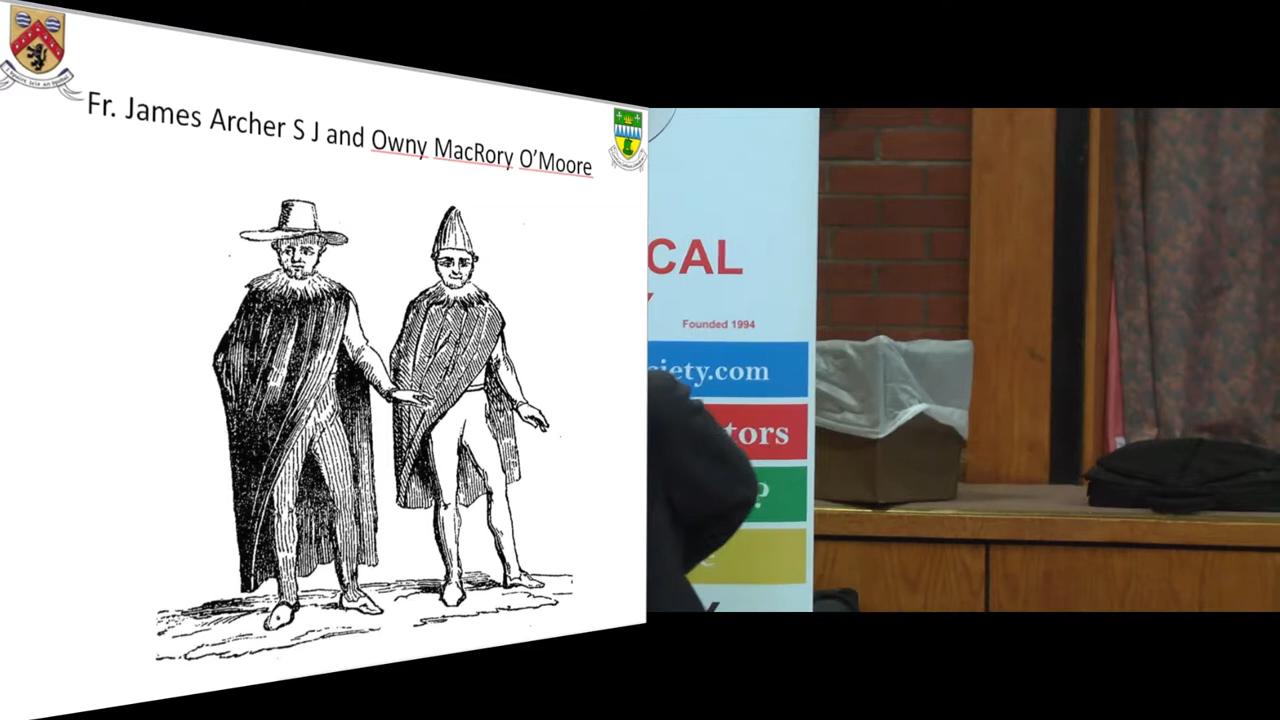 Fr. James Archer S J and Owny MacRory O'Moore
CAL
Founded 1994
iety.com
tors
?